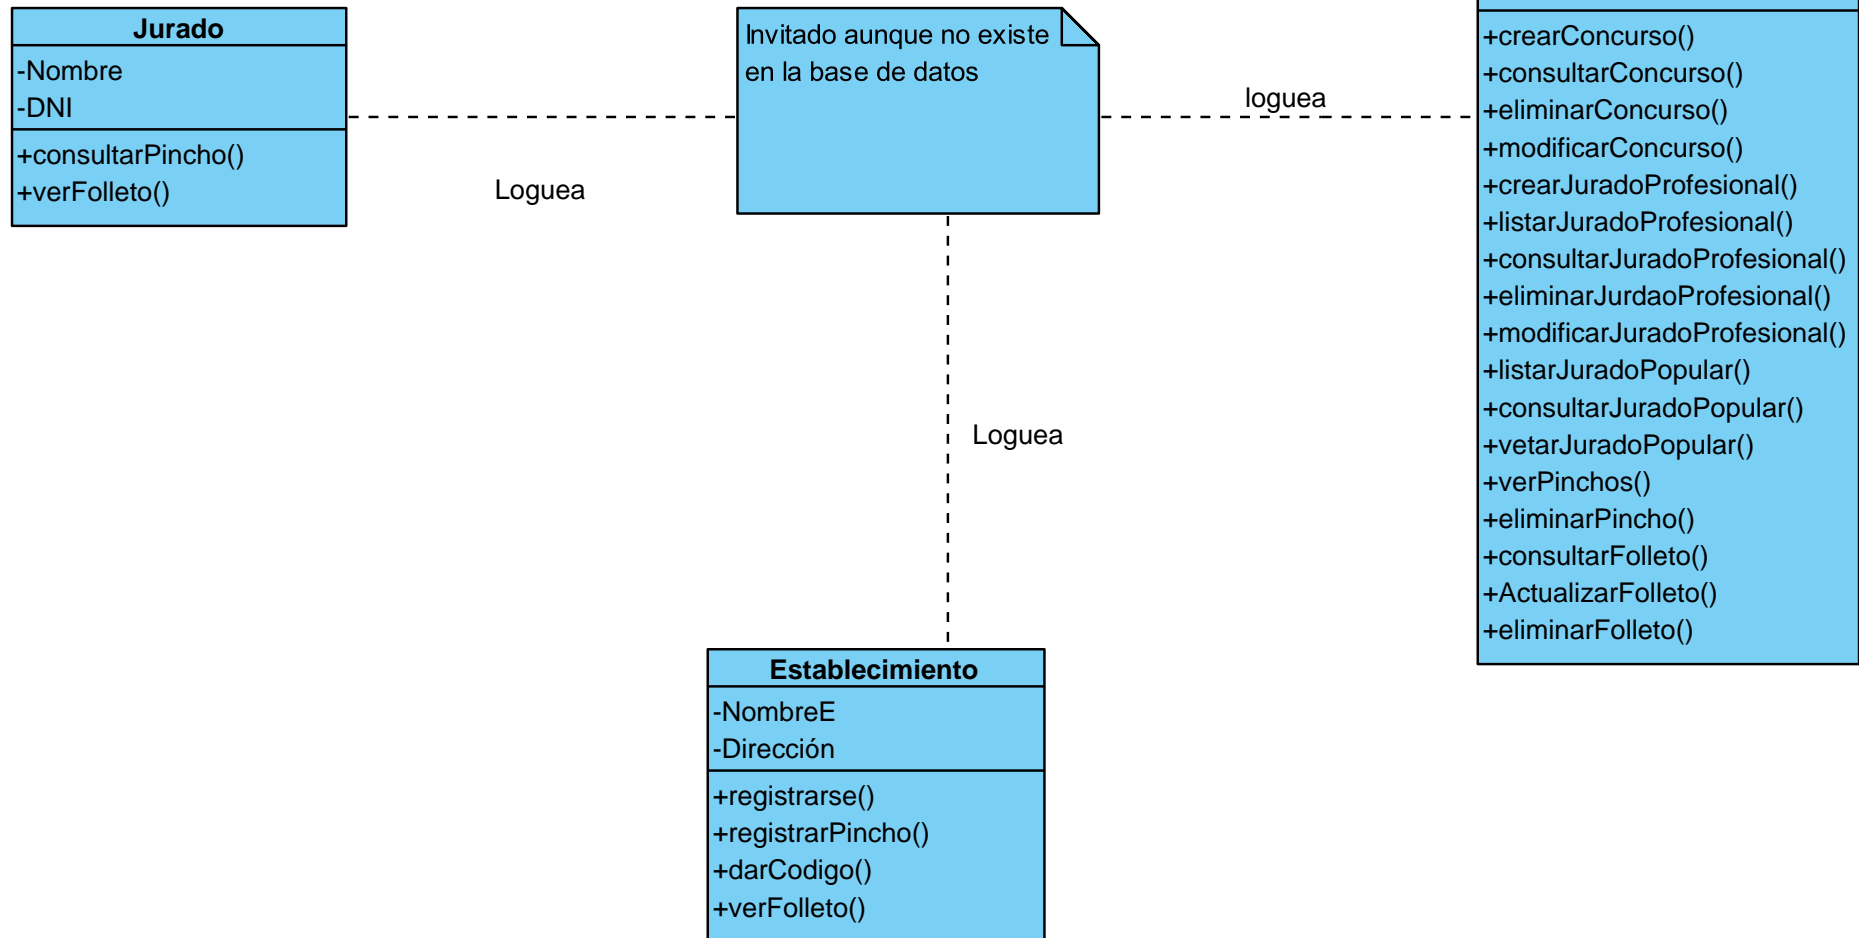 Jurado
-Nombre
-DNI
+consultarPincho()
+verFolleto()
Loguea
Invitado aunque no existe
en la base de datos
loguea
+crearConcurso()
+consultarConcurso()
+eliminarConcurso()
+modificarConcurso()
+crearJuradoProfesional()
+listarJuradoProfesional()
+consultarJuradoProfesional()
+eliminarJurdaoProfesional()
+modificarJuradoProfesional()
+listarJuradoPopular()
+consultarJuradoPopular()
+vetarJuradoPopular()
+verPinchos()
+eliminarPincho()
+consultarFolleto()
+ActualizarFolleto()
+eliminarFolleto()
Loguea
Establecimiento
-NombreE
-Dirección
+registrarse()
+registrarPincho()
+darCodigo()
+verFolleto()